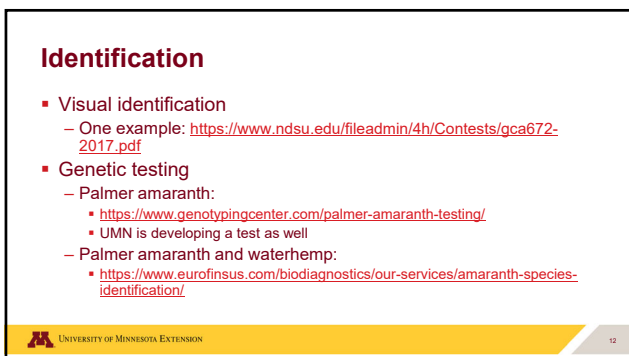 Identification
▪ Visual identification
– One example: https://www.ndsu.edu/fileadmin/4h/Contests/gca672-
2017.pdf
▪ Genetic testing
– Palmer amaranth:
▪ https://www.genotypingcenter.com/palmer-amaranth-testing/
▪ UMN is developing a test as well
– Palmer amaranth and waterhemp:
▪ https://www.eurofinsus.com/biodiagnostics/our-services/amaranth-species-
identification/
UNIVERSITY OF MINNESOTA EXTENSION
12